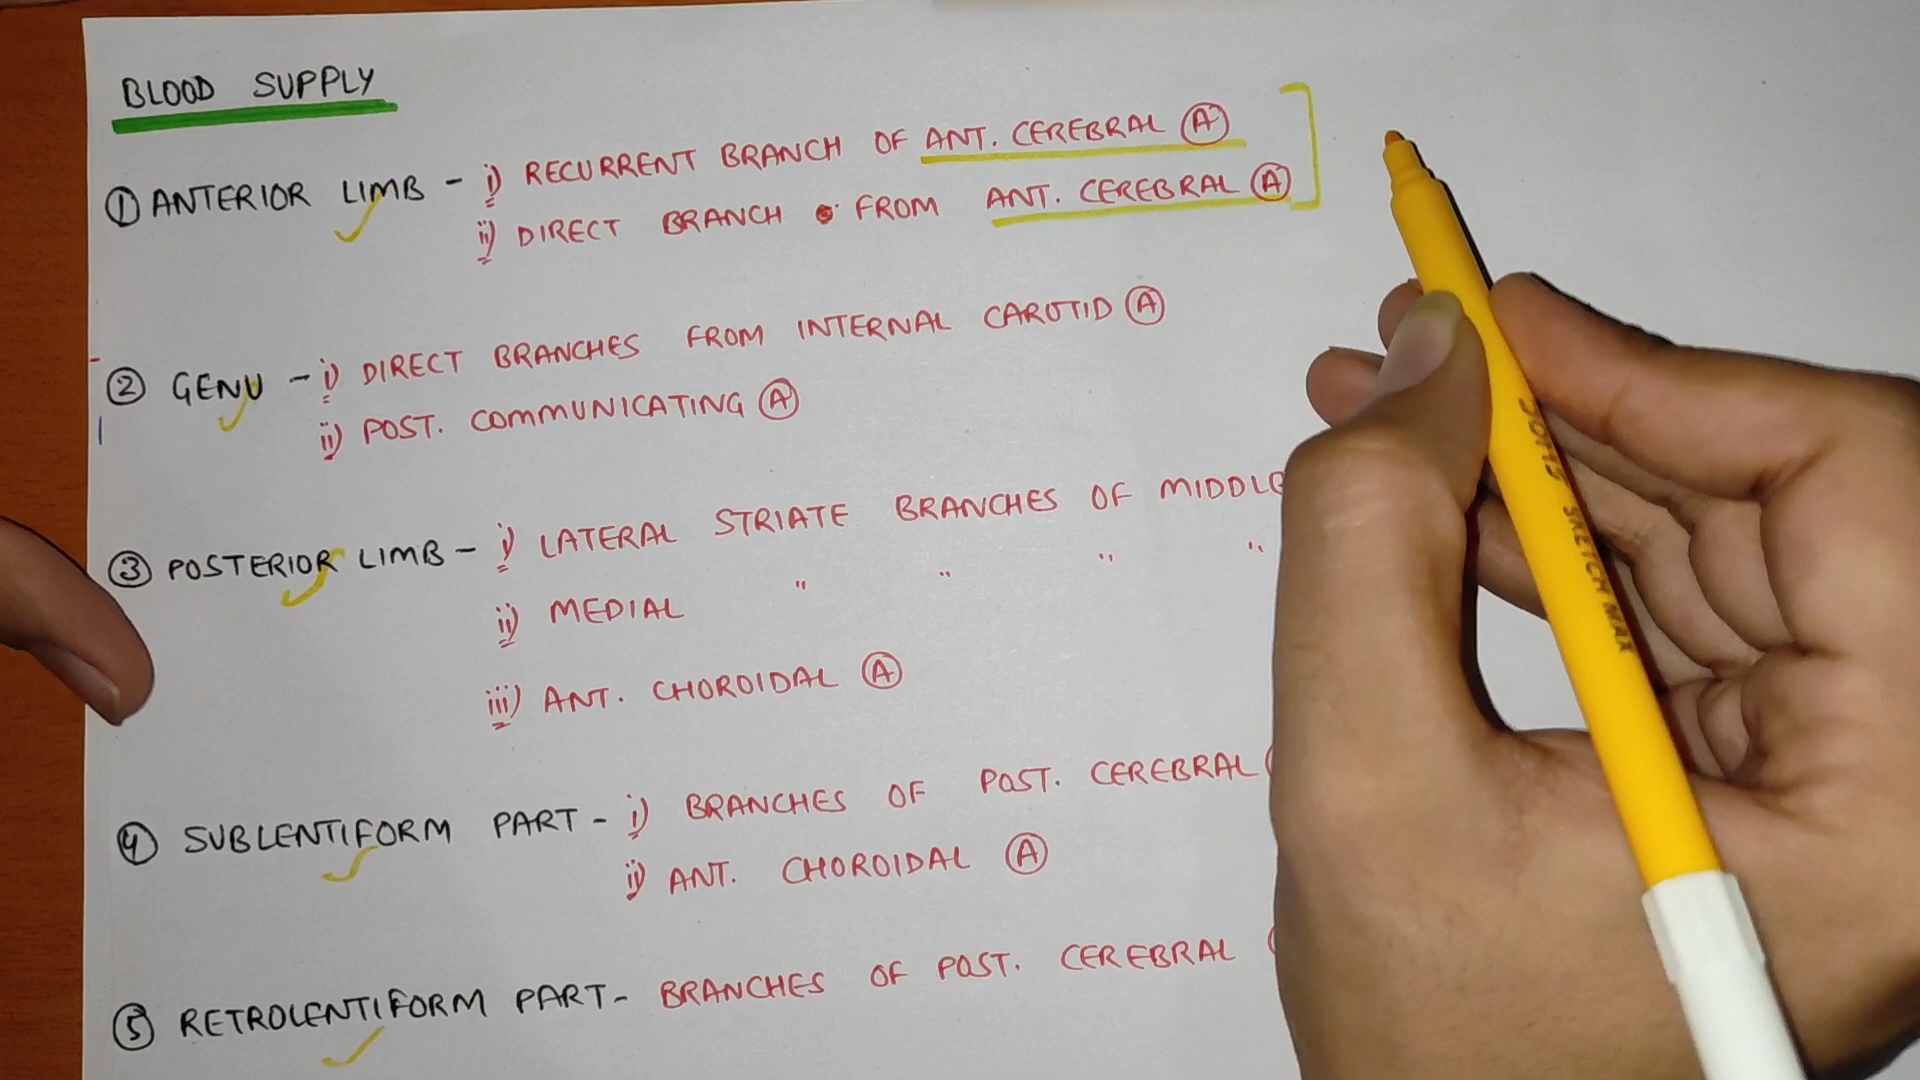 BLOOD SUPPLY
① ANTERIOR LIMB - i) RECURRENT BRANCH OF ANT. CEREBRAL Ⓐ
ii) DIRECT BRANCH FROM ANT. CEREBRAL Ⓐ
② GENU - i) DIRECT BRANCHES FROM INTERNAL CAROTID Ⓐ
ii) POST. COMMUNICATING Ⓐ
③ POSTERIOR LIMB - i) LATERAL STRIATE BRANCHES OF MIDDLE
ii) MEDIAL " " " "
iii) ANT. CHOROIDAL Ⓐ
④ SUBLENTIFORM PART - i) BRANCHES OF POST. CEREBRAL
ii) ANT. CHOROIDAL Ⓐ
⑤ RETROLENTIFORM PART - BRANCHES OF POST. CEREBRAL
SKETCH